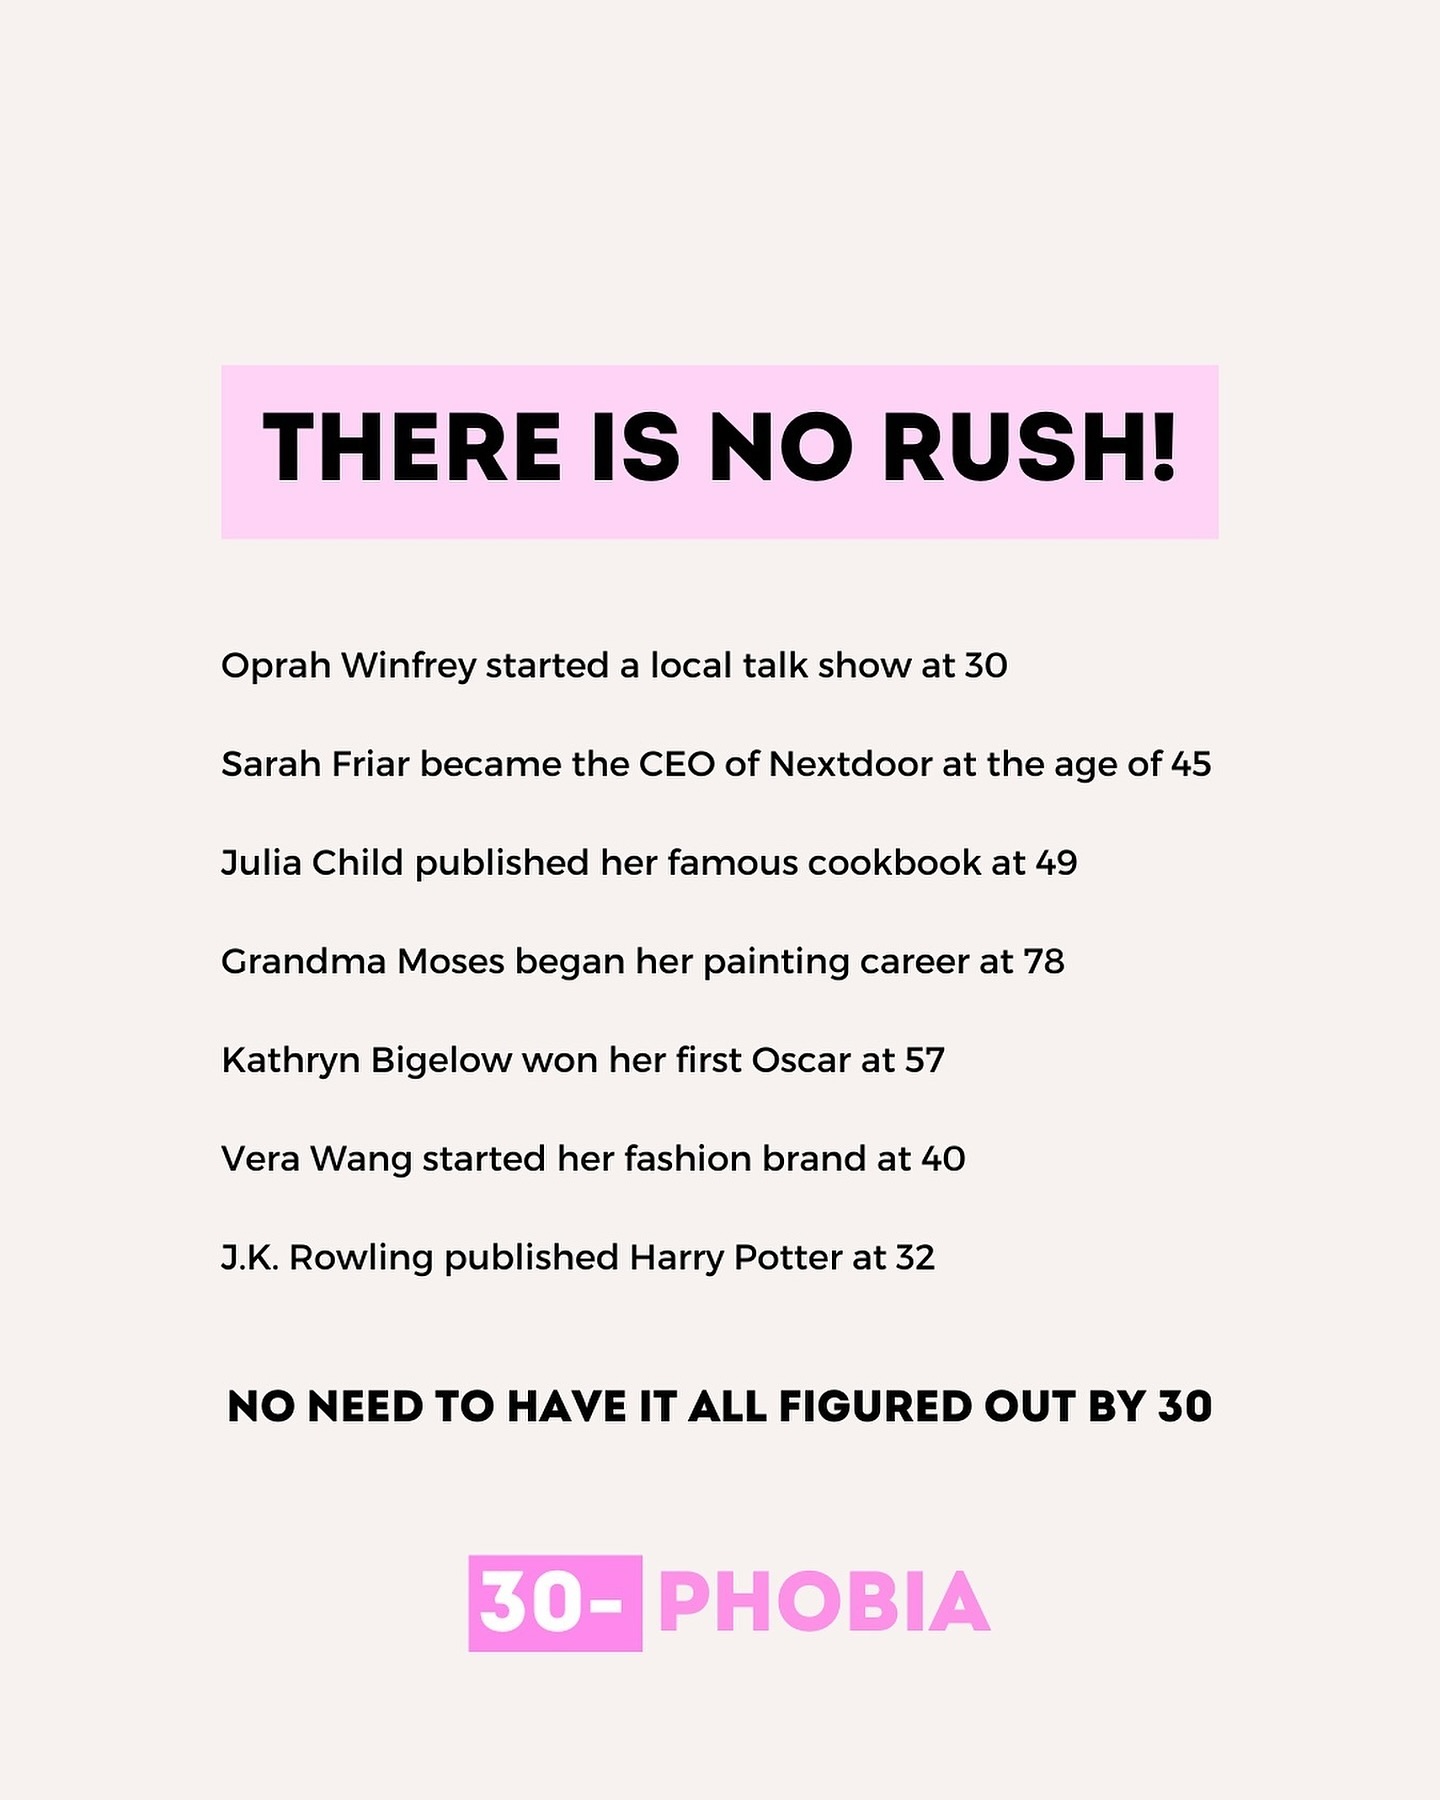 THERE IS NO RUSH!
Oprah Winfrey started a local talk show at 30
Sarah Friar became the CEO of Nextdoor at the age of 45
Julia Child published her famous cookbook at 49
Grandma Moses began her painting career at 78
Kathryn Bigelow won her first Oscar at 57
Vera Wang started her fashion brand at 40
J.K. Rowling published Harry Potter at 32
NO NEED TO HAVE IT ALL FIGURED OUT BY 30
30- PHOBIA